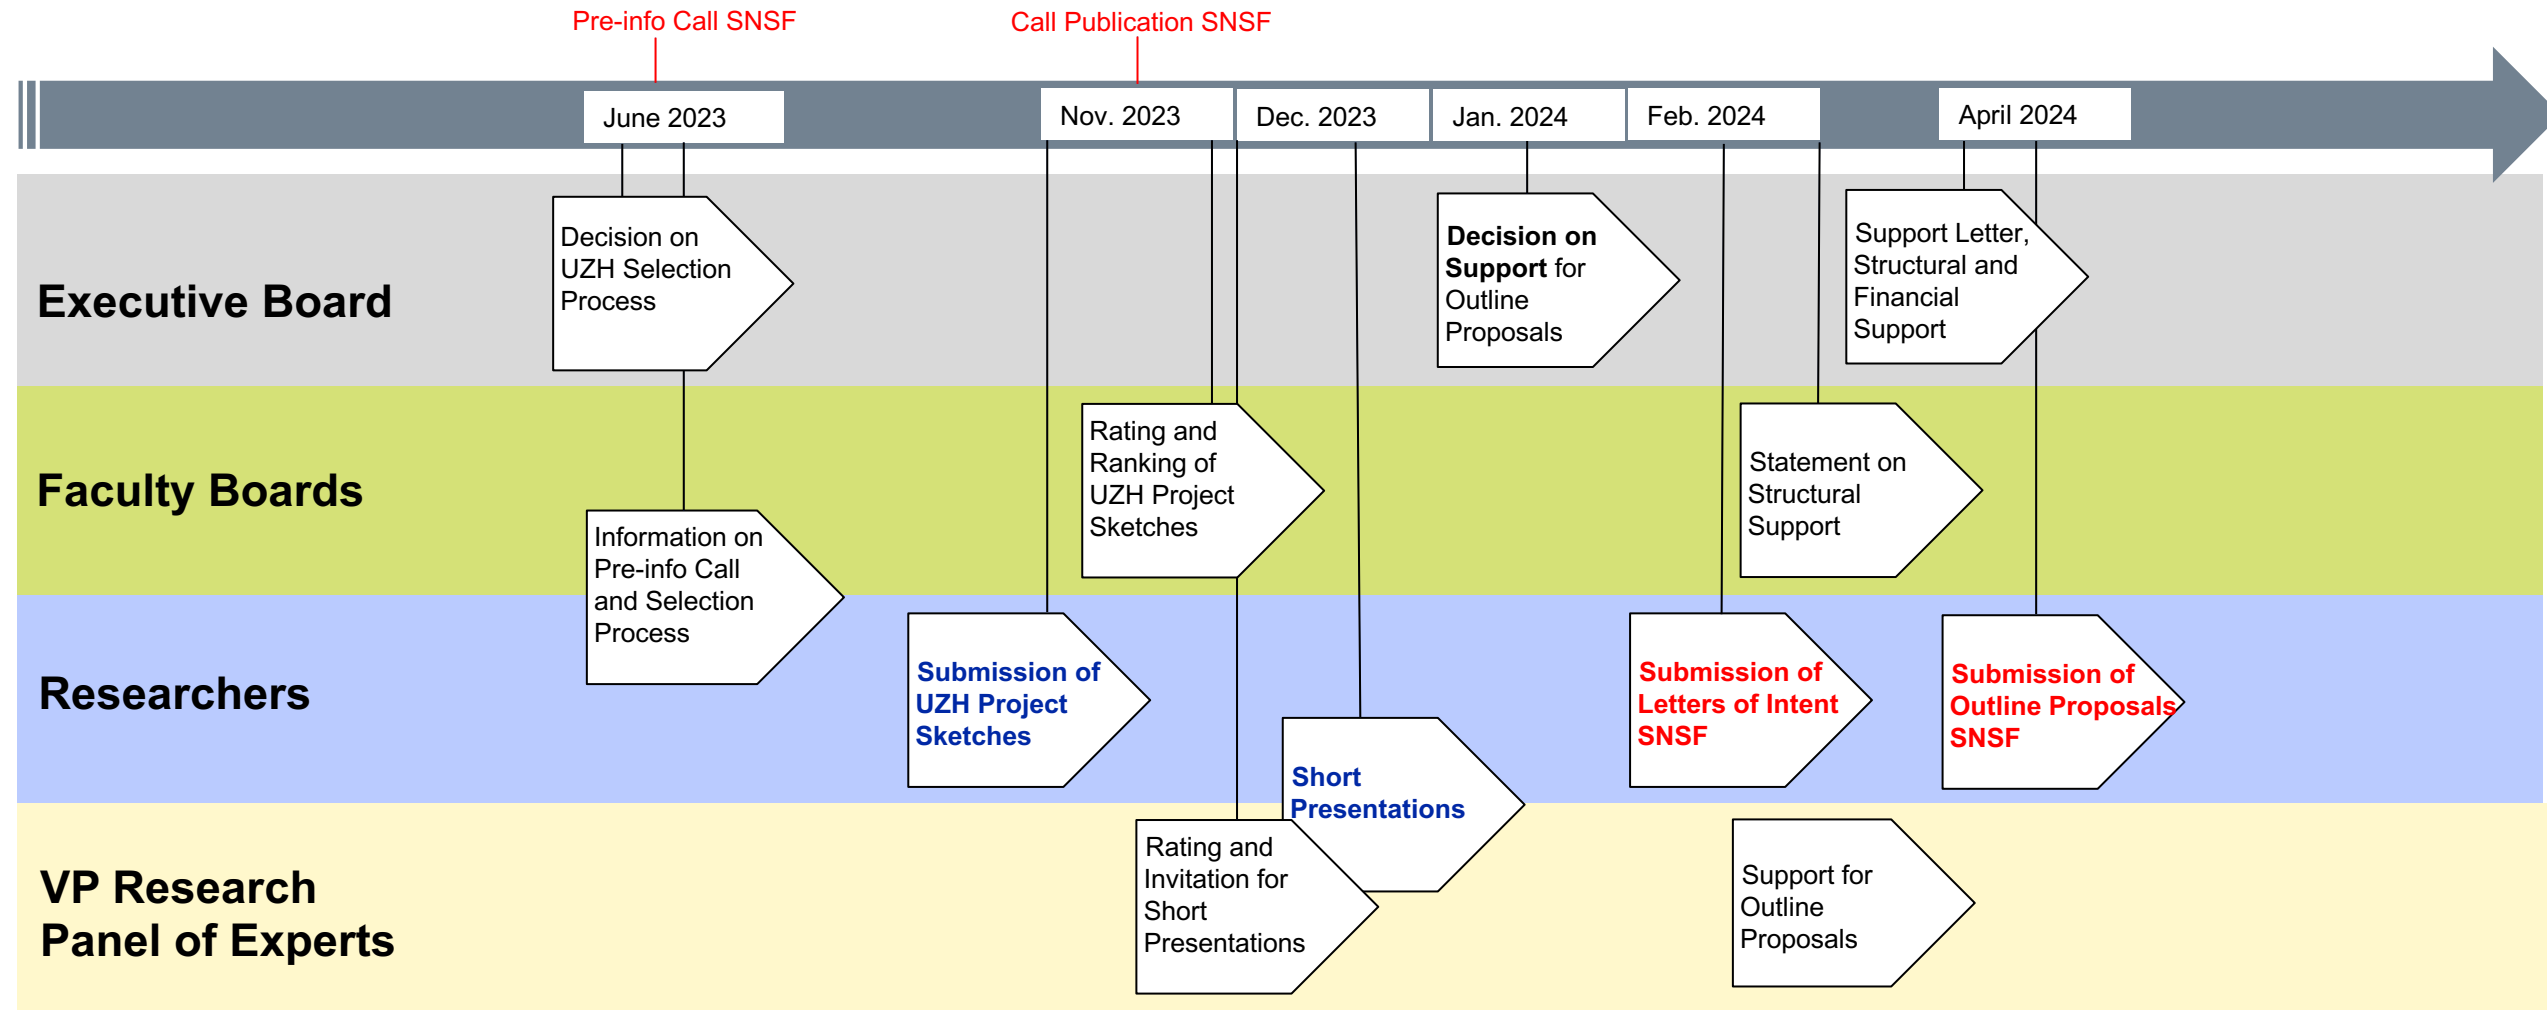 Pre-info Call SNSF
Call Publication SNSF
June 2023
Nov. 2023
Dec. 2023
Jan. 2024
Feb. 2024
April 2024
Executive Board
Decision on
UZH Selection
Process
Decision on
Support for
Outline
Proposals
Support Letter,
Structural and
Financial
Support
Faculty Boards
Information on
Pre-info Call
and Selection
Process
Rating and
Ranking of
UZH Project
Sketches
Statement on
Structural
Support
Researchers
Submission of
UZH Project
Sketches
Short
Presentations
Submission of
Letters of Intent
SNSF
Submission of
Outline Proposals
SNSF
VP Research
Panel of Experts
Rating and
Invitation for
Short
Presentations
Support for
Outline
Proposals